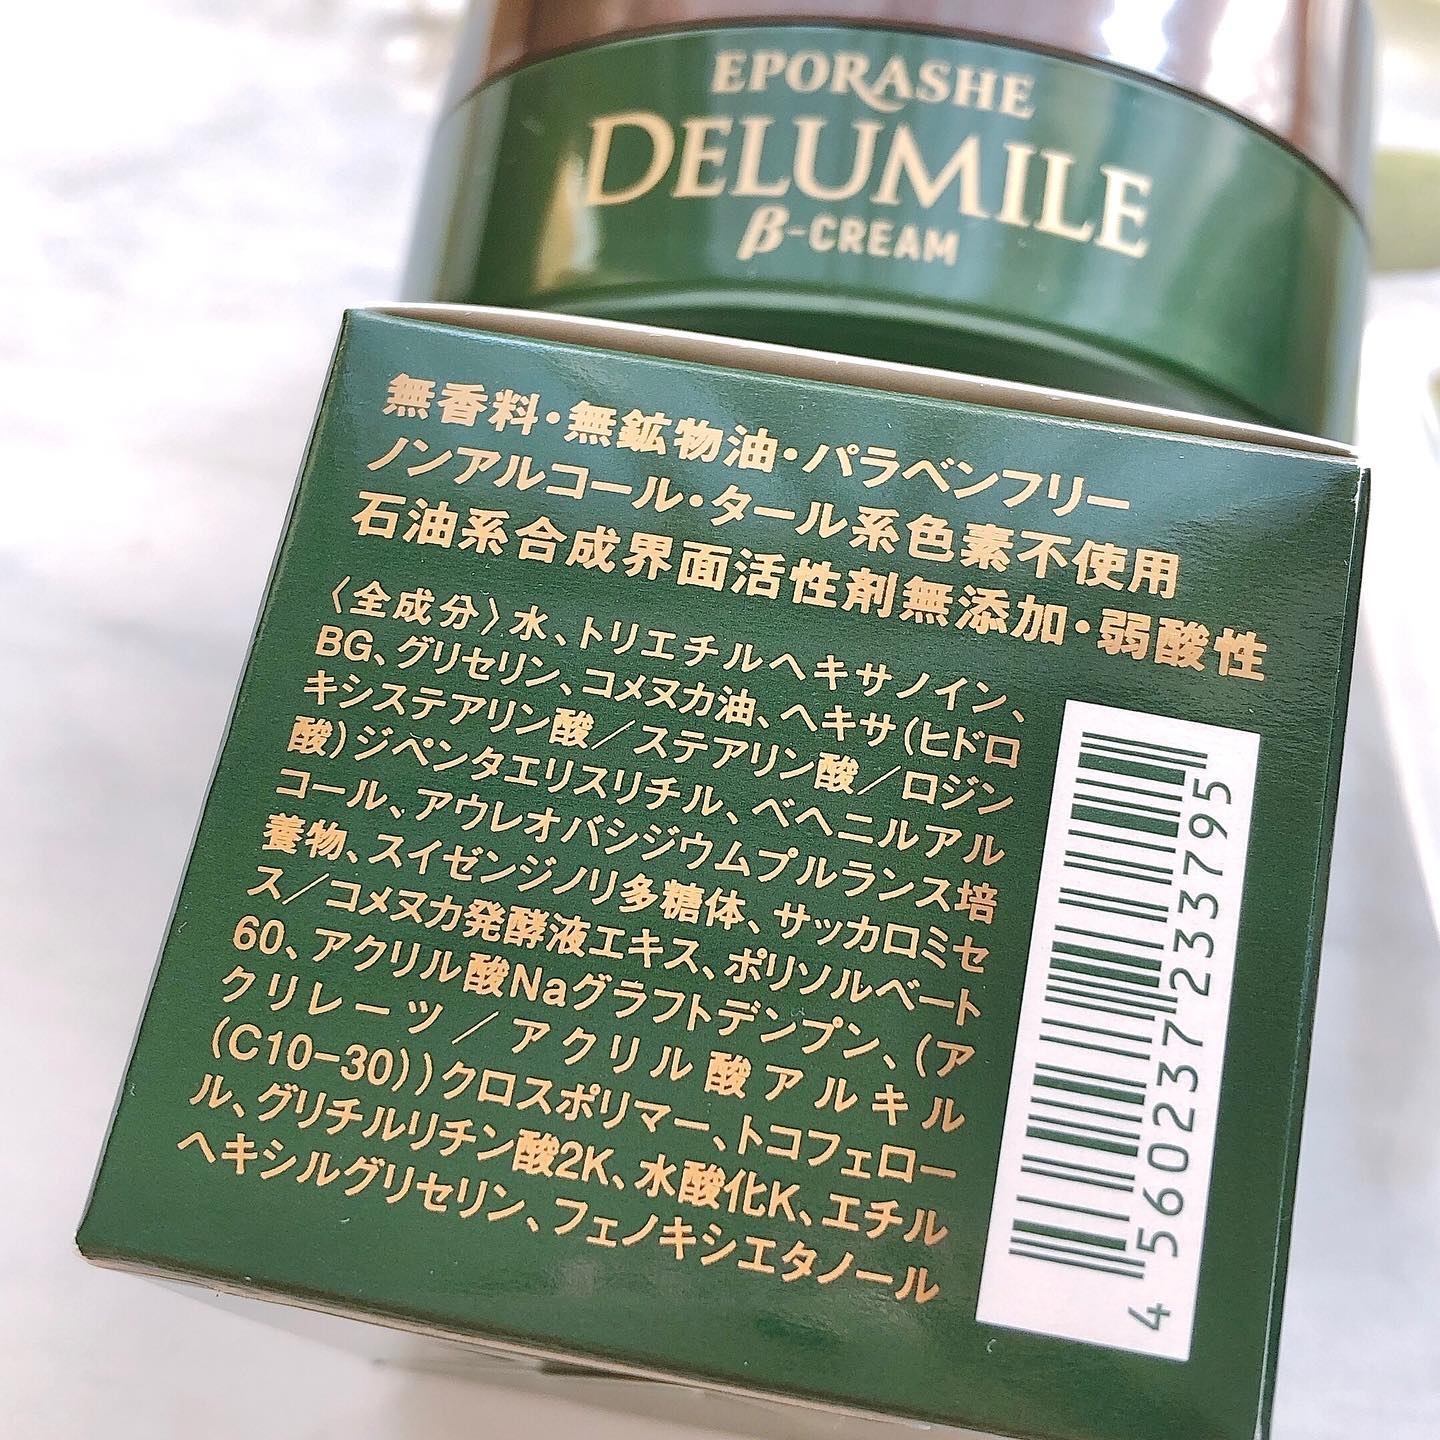 EPORASHE
DELUMILE
β-CREAM
無香料・無鉱物油・パラベンフリー
ノンアルコール・タール系色素不使用
石油系合成界面活性剤無添加・弱酸性
〈全成分〉水、トリエチルヘキサノイン、
BG、グリセリン、コメヌカ油、ヘキサ(ヒドロ
キシステアリン酸／ステアリン酸／ロジン
酸)ジペンタエリスリチル、ベヘニルアル
コール、アウレオバシジウムプルランス培
養物、スイゼンジノリ多糖体、サッカロミセ
ス／コメヌカ発酵液エキス、ポリソルベート
60、アクリル酸Naグラフトデンプン、(ア
クリレーツ／アクリル酸アルキル
(C10-30))クロスポリマー、トコフェロー
ル、グリチルリチン酸2K、水酸化K、エチル
ヘキシルグリセリン、フェノキシエタノール
4 560237 233795